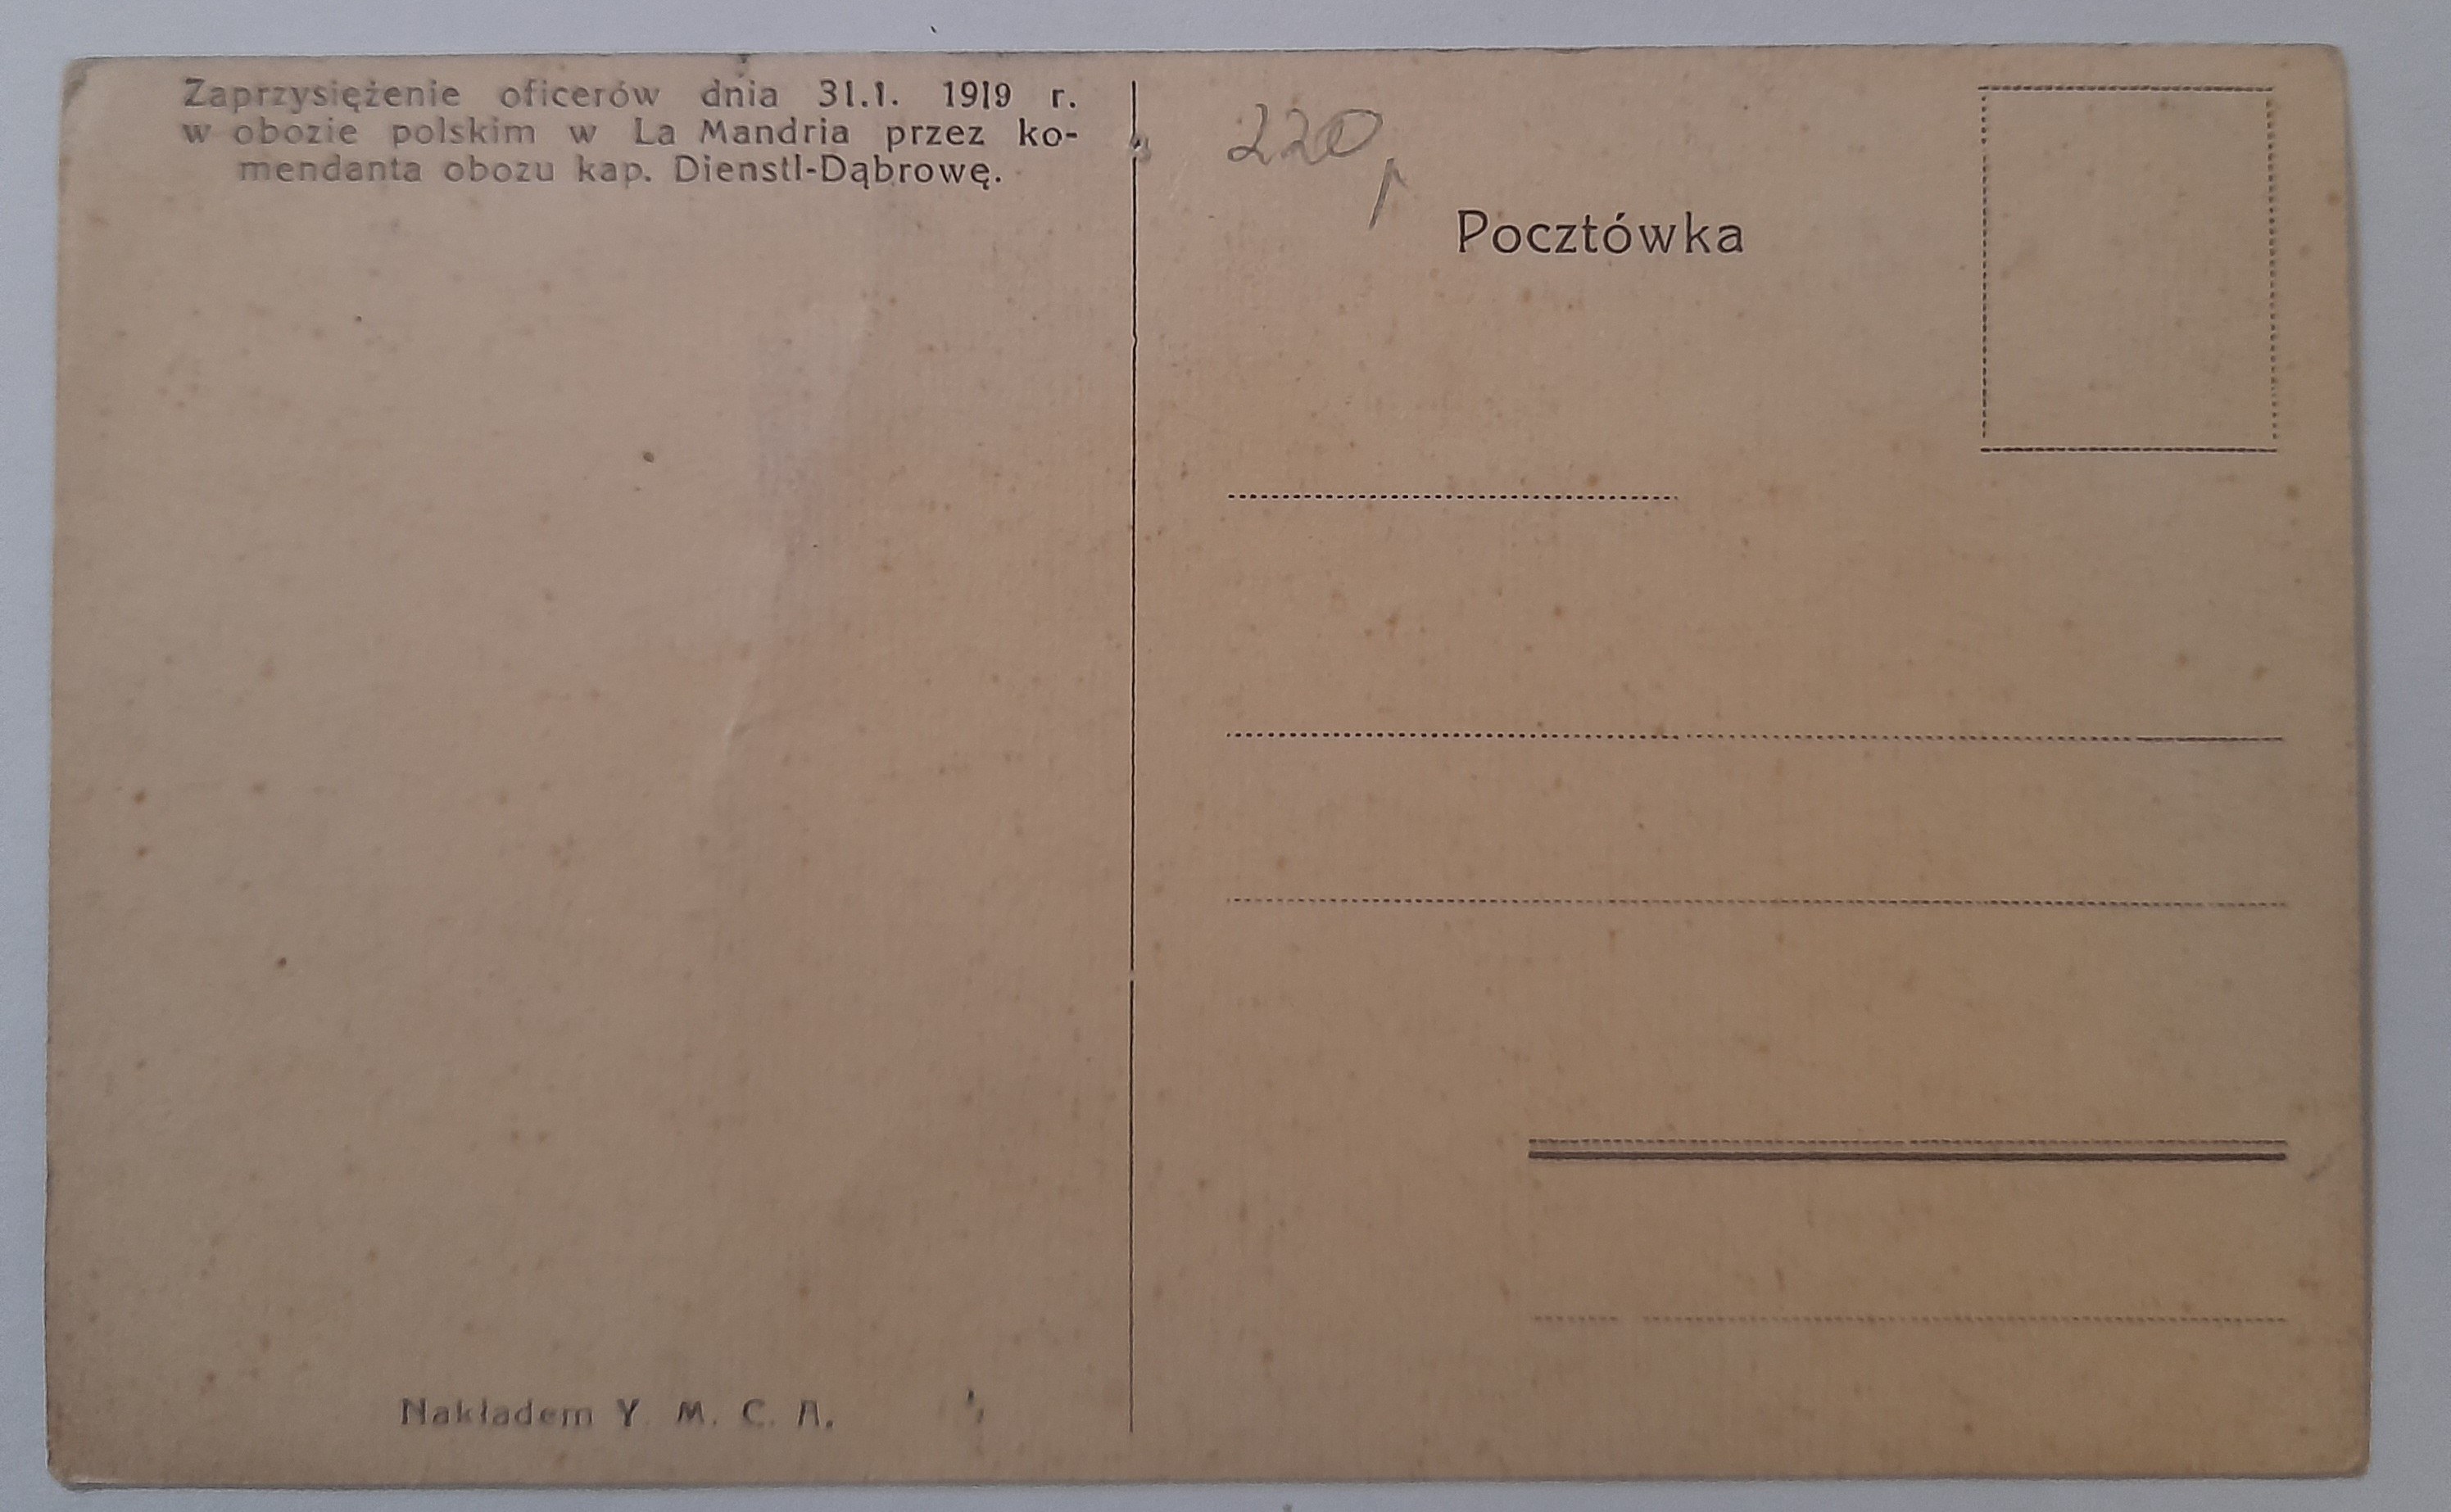 Zaprzysiężenie oficerów dnia 31.1. 1919 r.
w obozie polskim w La Mandria przez ko-
mendanta obozu kap. Dienstl-Dąbrowę.
220
Pocztówka
Nakładem Y. M. C. A.